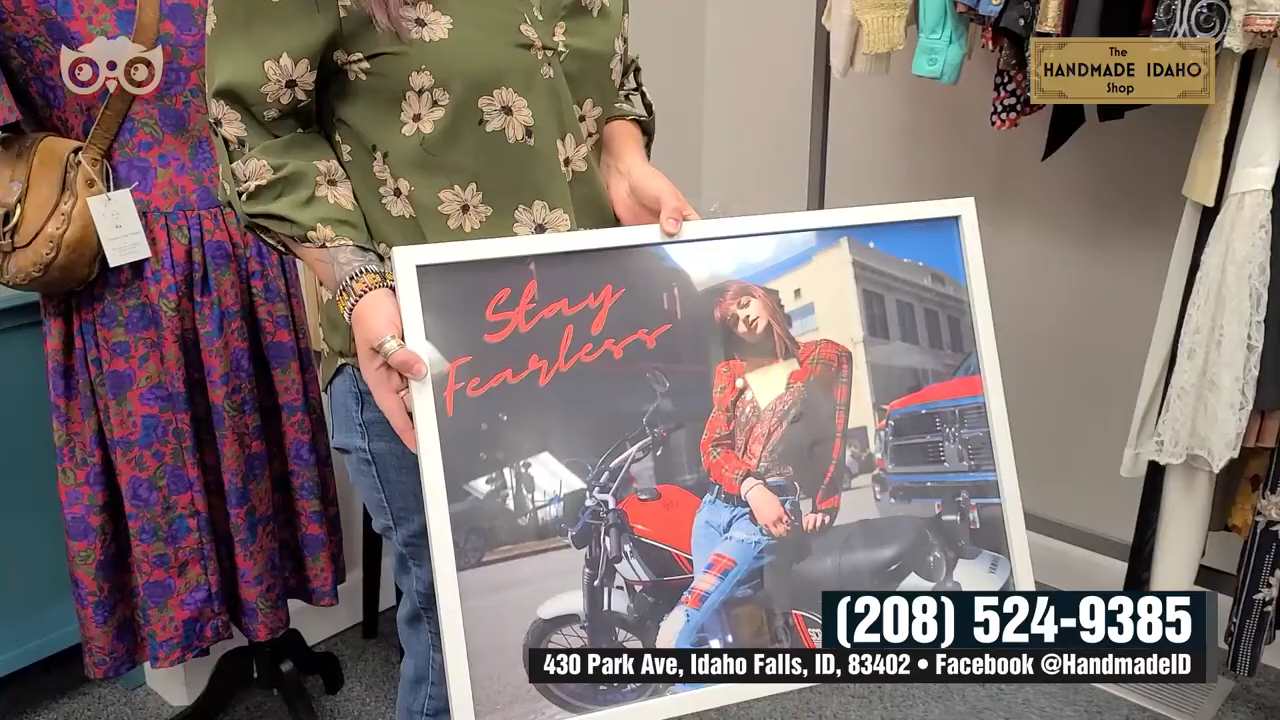 The
HANDMADE IDAHO
Shop
Stay
Fearless
(208) 524-9385
430 Park Ave, Idaho Falls, ID, 83402 • Facebook @HandmadeID